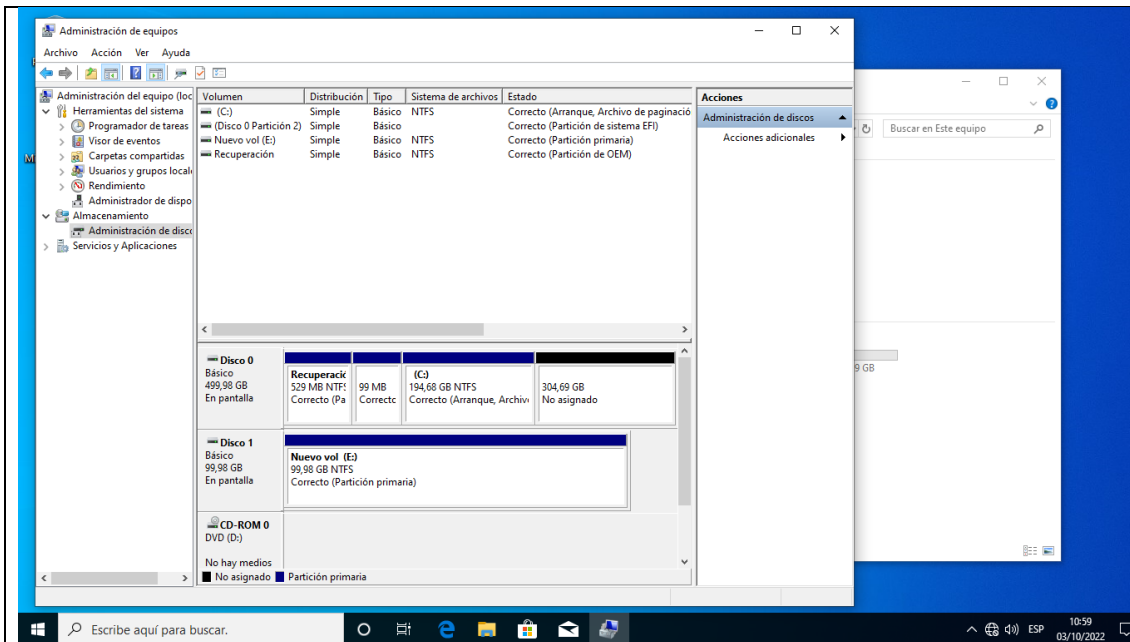 Administración de equipos
Archivo Acción Ver Ayuda
Administración del equipo (loc
Herramientas del sistema
Programador de tareas
Visor de eventos
Carpetas compartidas
Usuarios y grupos local
Rendimiento
Administrador de dispo
Almacenamiento
Administración de disco
Servicios y Aplicaciones
Volumen Distribución Tipo Sistema de archivos Estado
(C:) Simple Básico NTFS Correcto (Arranque, Archivo de paginació
(Disco 0 Partición 2) Simple Básico Correcto (Partición de sistema EFI)
Nuevo vol (E:) Simple Básico NTFS Correcto (Partición primaria)
Recuperación Simple Básico NTFS Correcto (Partición de OEM)
Acciones
Administración de discos
Acciones adicionales
Disco 0
Básico
499,98 GB
En pantalla
Recuperació
529 MB NTFS
Correcto (Pa
99 MB
Correctc
(C:)
194,68 GB NTFS
Correcto (Arranque, Archiv
304,69 GB
No asignado
Disco 1
Básico
99,98 GB
En pantalla
Nuevo vol (E:)
99,98 GB NTFS
Correcto (Partición primaria)
CD-ROM 0
DVD (D:)
No hay medios
No asignado Partición primaria
Buscar en Este equipo
9 GB
Escribe aquí para buscar.
ESP
10:59
03/10/2022